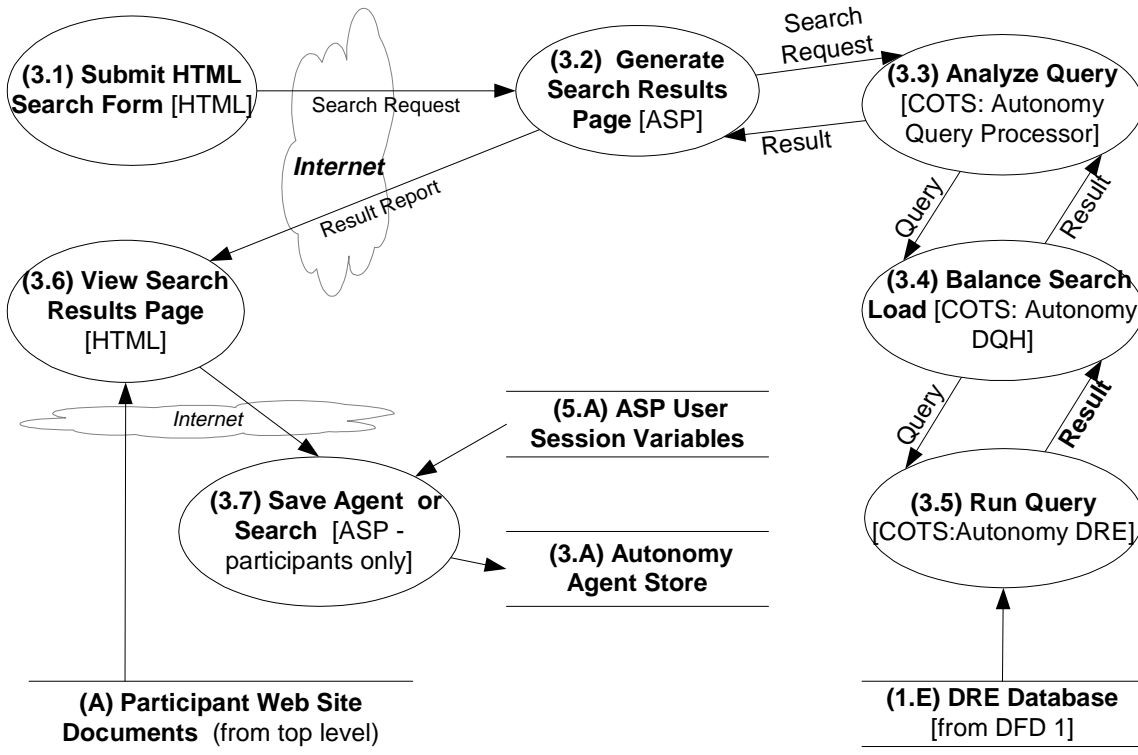 (3.1) Submit HTML
Search Form [HTML]
Search Request
(3.2) Generate
Search Results
Page [ASP]
Search
Request
Result
(3.3) Analyze Query
[COTS: Autonomy
Query Processor]
Internet
Result Report
Query
Result
(3.6) View Search
Results Page
[HTML]
(3.4) Balance Search
Load [COTS: Autonomy
DQH]
Internet
(5.A) ASP User
Session Variables
Query
Result
(3.7) Save Agent or
Search [ASP -
participants only]
(3.A) Autonomy
Agent Store
(3.5) Run Query
[COTS:Autonomy DRE]
(A) Participant Web Site
Documents (from top level)
(1.E) DRE Database
[from DFD 1]